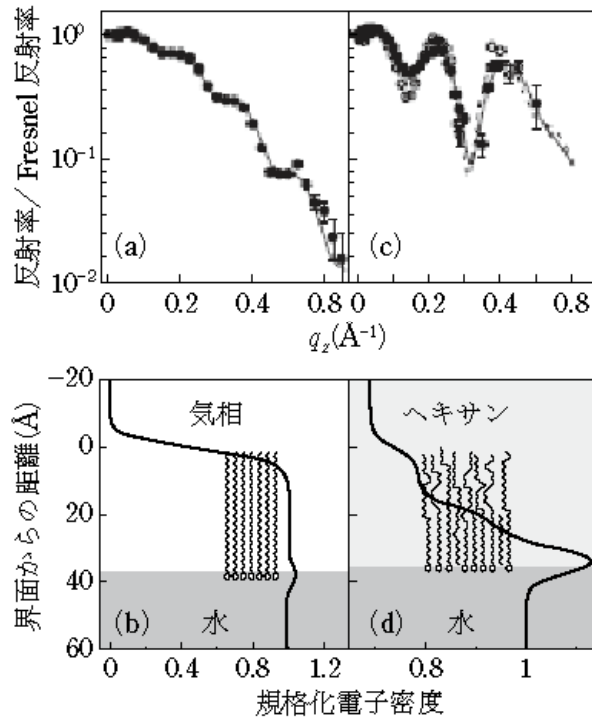 反射率／Fresnel 反射率
10⁰
10⁻¹
10⁻²
(a)
(c)
0 0.2 0.4 0.6 0.8
0 0.2 0.4 0.6 0.8
q_z(Å⁻¹)
界面からの距離(Å)
−20
0
20
40
60
気相
ヘキサン
(b) 水
(d) 水
0 0.4 0.8 1.2
0.8 1
規格化電子密度